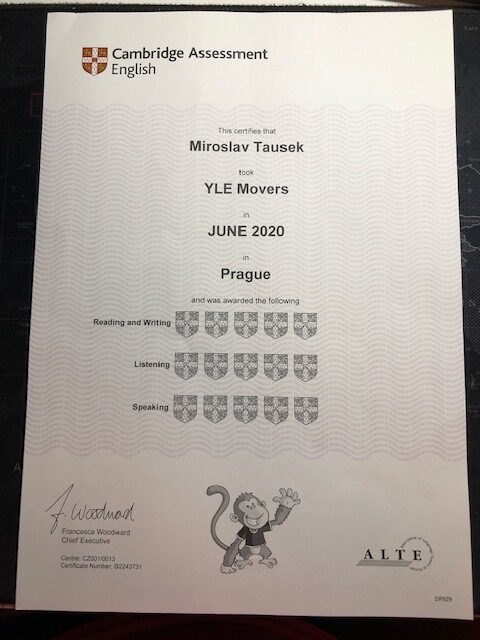 Cambridge Assessment
English
This certifies that
Miroslav Tausek
took
YLE Movers
in
JUNE 2020
in
Prague
and was awarded the following
Reading and Writing
Listening
Speaking
F. Woodward
Francesca Woodward
Chief Executive
Centre: CZ001/0013
Certificate Number: B2243731
ALTE
DP929